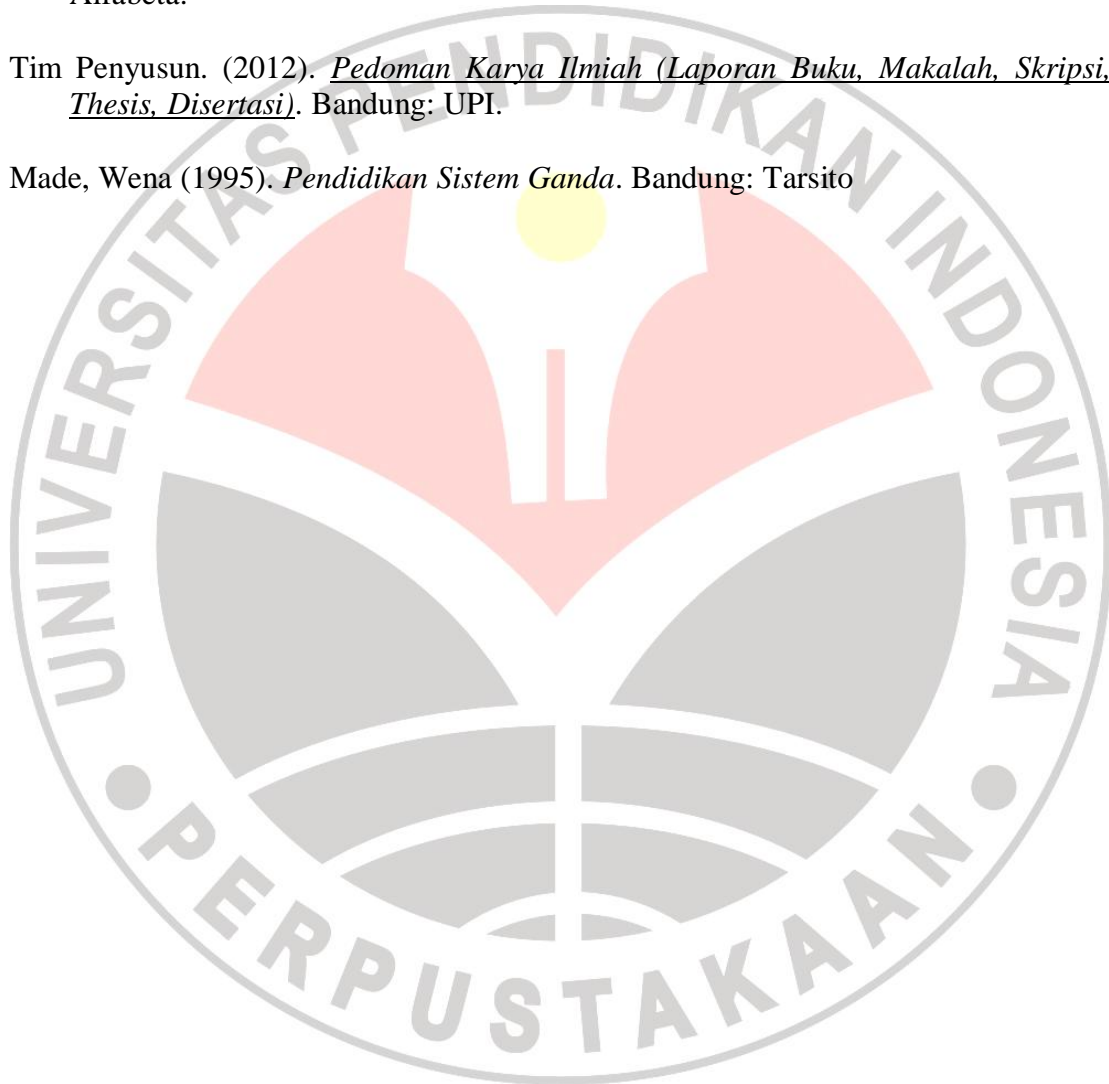 Alfabeta.
Tim Penyusun. (2012). Pedoman Karya Ilmiah (Laporan Buku, Makalah, Skripsi,
Thesis, Disertasi). Bandung: UPI.
Made, Wena (1995). Pendidikan Sistem Ganda. Bandung: Tarsito
UNIVERSITAS PENDIDIKAN INDONESIA
PERPUSTAKAAN